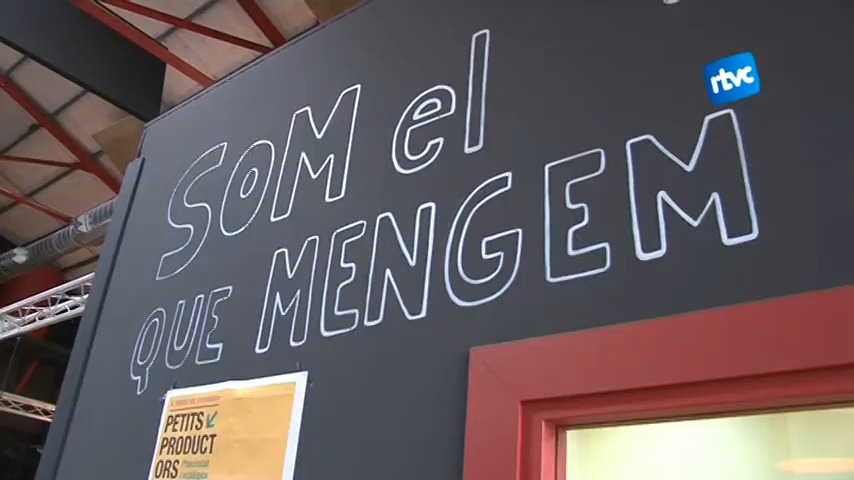 rtvc
SOM el
QUE MENGEM
PETITS
PRODUCT
ORS